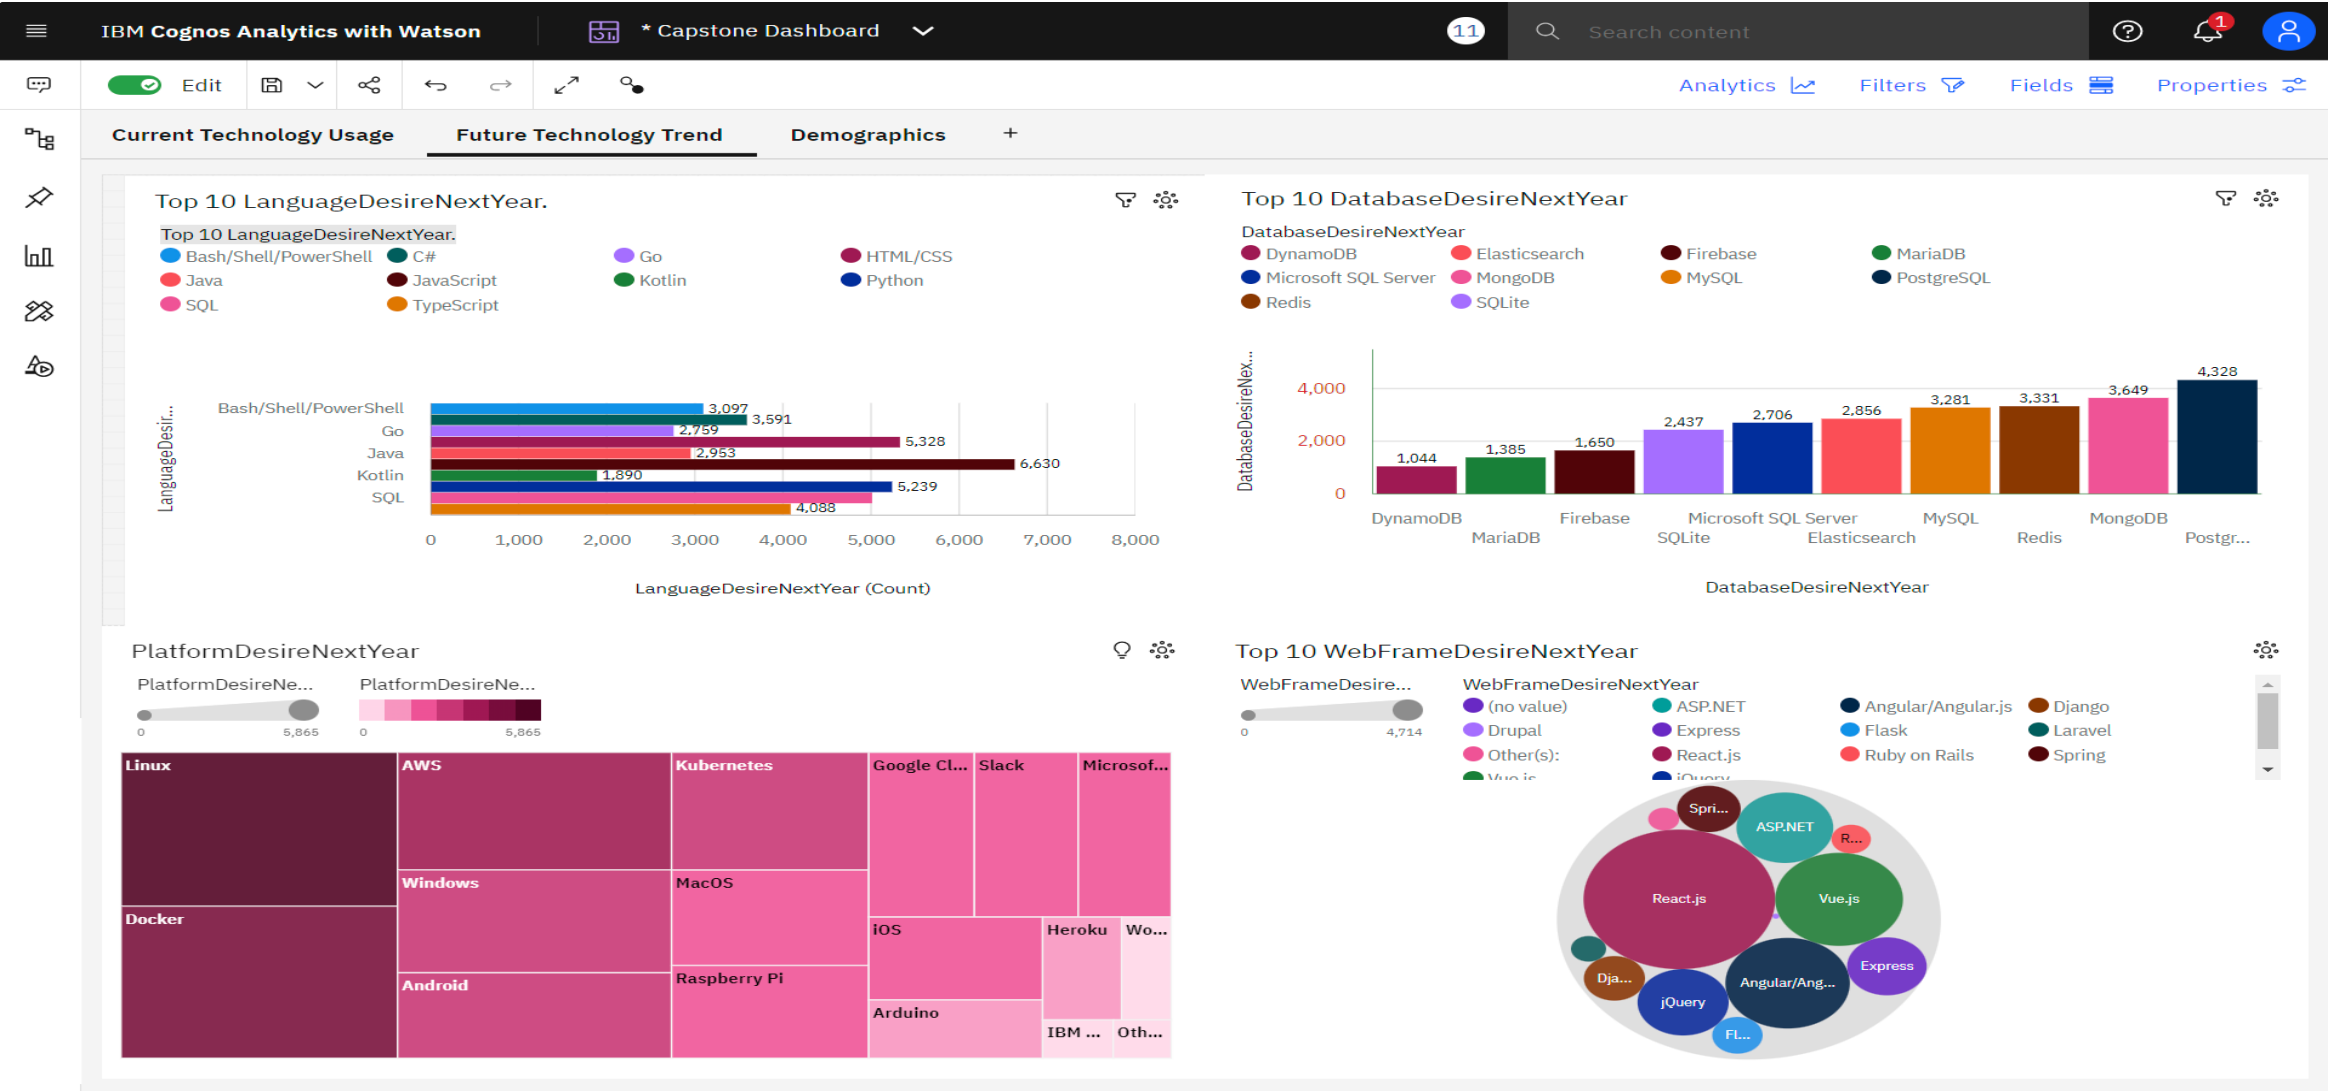 IBM Cognos Analytics with Watson
* Capstone Dashboard
11
Search content
1
Edit
Analytics
Filters
Fields
Properties
Current Technology Usage
Future Technology Trend
Demographics
+
Top 10 LanguageDesireNextYear.
Top 10 LanguageDesireNextYear.
Bash/Shell/PowerShell C# Go HTML/CSS
Java JavaScript Kotlin Python
SQL TypeScript
LanguageDesir...
Bash/Shell/PowerShell
Go
Java
Kotlin
SQL
3,097
3,591
2,759
5,328
2,953
6,630
1,890
5,239
4,088
0 1,000 2,000 3,000 4,000 5,000 6,000 7,000 8,000
LanguageDesireNextYear (Count)
Top 10 DatabaseDesireNextYear
DatabaseDesireNextYear
DynamoDB Elasticsearch Firebase MariaDB
Microsoft SQL Server MongoDB MySQL PostgreSQL
Redis SQLite
DatabaseDesireNex...
4,000
2,000
0
1,044 1,385 1,650 2,437 2,706 2,856 3,281 3,331 3,649 4,328
DynamoDB Firebase Microsoft SQL Server MySQL MongoDB
MariaDB SQLite Elasticsearch Redis Postgr...
DatabaseDesireNextYear
PlatformDesireNextYear
PlatformDesireNe... PlatformDesireNe...
0 5,865 0 5,865
Linux
Docker
AWS
Windows
Android
Kubernetes
MacOS
Raspberry Pi
Google Cl...
Slack
Microsof...
iOS
Arduino
Heroku
Wo...
IBM ...
Oth...
Top 10 WebFrameDesireNextYear
WebFrameDesire... WebFrameDesireNextYear
0 4,714
(no value) ASP.NET Angular/Angular.js Django
Drupal Express Flask Laravel
Other(s): React.js Ruby on Rails Spring
Vue.js jQuery
Spri...
ASP.NET
R...
React.js
Vue.js
Express
Dja...
Angular/Ang...
jQuery
Fl...